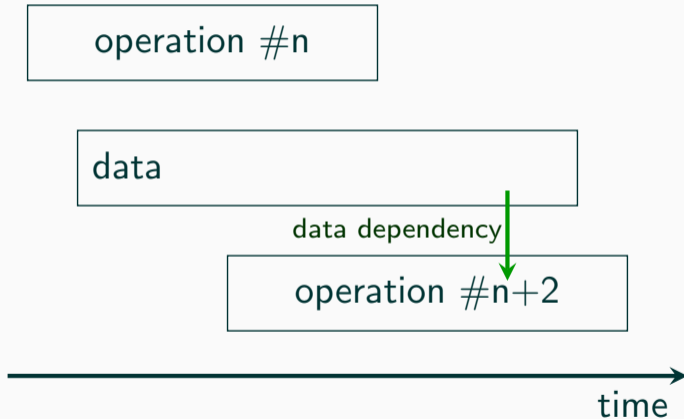 operation #n
data
data dependency
operation #n+2
time